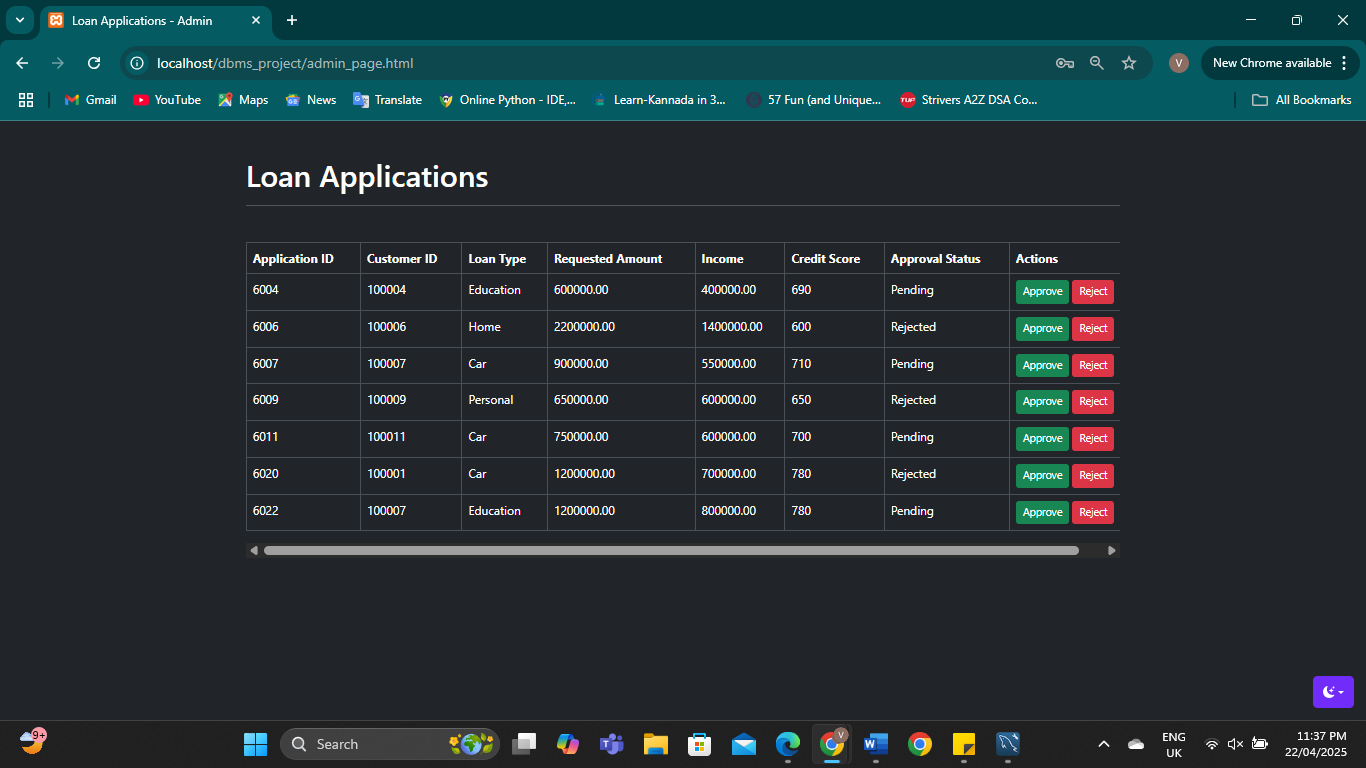 Loan Applications - Admin
localhost/dbms_project/admin_page.html
V
New Chrome available
Gmail YouTube Maps News Translate Online Python - IDE,... Learn-Kannada in 3... 57 Fun (and Unique... TUF Strivers A2Z DSA Co... All Bookmarks
Loan Applications
Application ID Customer ID Loan Type Requested Amount Income Credit Score Approval Status Actions
6004 100004 Education 600000.00 400000.00 690 Pending Approve Reject
6006 100006 Home 2200000.00 1400000.00 600 Rejected Approve Reject
6007 100007 Car 900000.00 550000.00 710 Pending Approve Reject
6009 100009 Personal 650000.00 600000.00 650 Rejected Approve Reject
6011 100011 Car 750000.00 600000.00 700 Pending Approve Reject
6020 100001 Car 1200000.00 700000.00 780 Rejected Approve Reject
6022 100007 Education 1200000.00 800000.00 780 Pending Approve Reject
9+
Search
V
ENG
UK
11:37 PM
22/04/2025